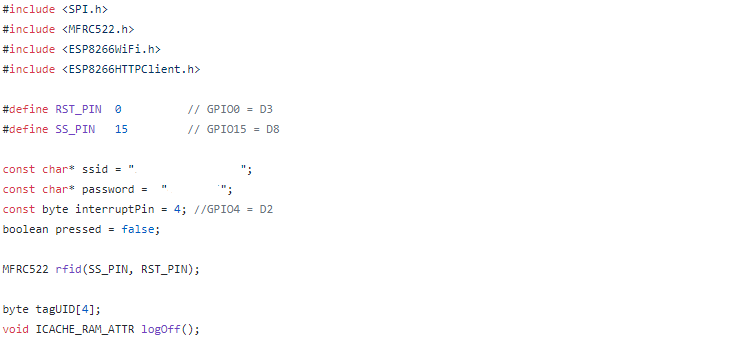 #include <SPI.h>
#include <MFRC522.h>
#include <ESP8266WiFi.h>
#include <ESP8266HTTPClient.h>
#define RST_PIN  0          // GPIO0 = D3
#define SS_PIN   15         // GPIO15 = D8
const char* ssid = "                ";
const char* password =  "        ";
const byte interruptPin = 4; //GPIO4 = D2
boolean pressed = false;
MFRC522 rfid(SS_PIN, RST_PIN);
byte tagUID[4];
void ICACHE_RAM_ATTR logOff();